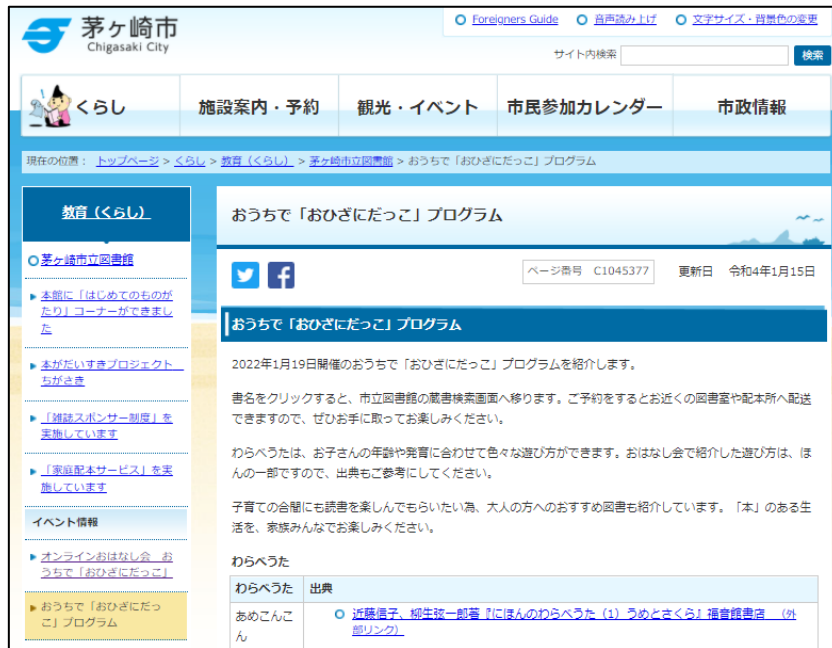 茅ヶ崎市
Chigasaki City
Foreigners Guide 音声読み上げ 文字サイズ・背景色の変更
サイト内検索 検索
くらし 施設案内・予約 観光・イベント 市民参加カレンダー 市政情報
現在の位置： トップページ > くらし > 教育（くらし） > 茅ヶ崎市立図書館 > おうちで「おひざにだっこ」プログラム
教育（くらし）
茅ヶ崎市立図書館
本館に「はじめてのものが
たり」コーナーができまし
た
本がだいすきプロジェクト
ちがさき
「雑誌スポンサー制度」を
実施しています
「家庭配本サービス」を実
施しています
イベント情報
オンラインおはなし会 お
うちで「おひざにだっこ」
おうちで「おひざにだっ
こ」プログラム
おうちで「おひざにだっこ」プログラム
ページ番号 C1045377 更新日 令和4年1月15日
おうちで「おひざにだっこ」プログラム
2022年1月19日開催のおうちで「おひざにだっこ」プログラムを紹介します。
書名をクリックすると、市立図書館の蔵書検索画面へ移ります。ご予約をするとお近くの図書室や配本所へ配送
できますので、ぜひお手に取ってお楽しみください。
わらべうたは、お子さんの年齢や発育に合わせて色々な遊び方ができます。おはなし会で紹介した遊び方は、ほ
んの一部ですので、出典もご参考にしてください。
子育ての合間にも読書を楽しんでもらいたい為、大人の方へのおすすめ図書も紹介しています。「本」のある生
活を、家族みんなでお楽しみください。
わらべうた
わらべうた 出典
あめこんこ
ん
近藤信子、柳生弦一郎著『にほんのわらべうた（1）うめとさくら』福音館書店 （外
部リンク）